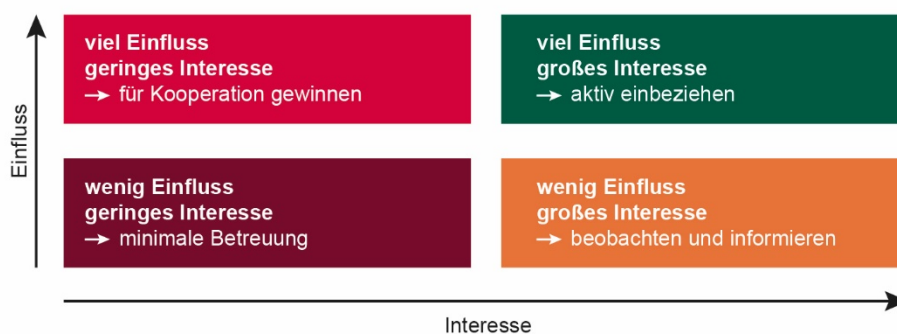 viel Einfluss
geringes Interesse
→ für Kooperation gewinnen
viel Einfluss
großes Interesse
→ aktiv einbeziehen
Einfluss
wenig Einfluss
geringes Interesse
→ minimale Betreuung
wenig Einfluss
großes Interesse
→ beobachten und informieren
Interesse